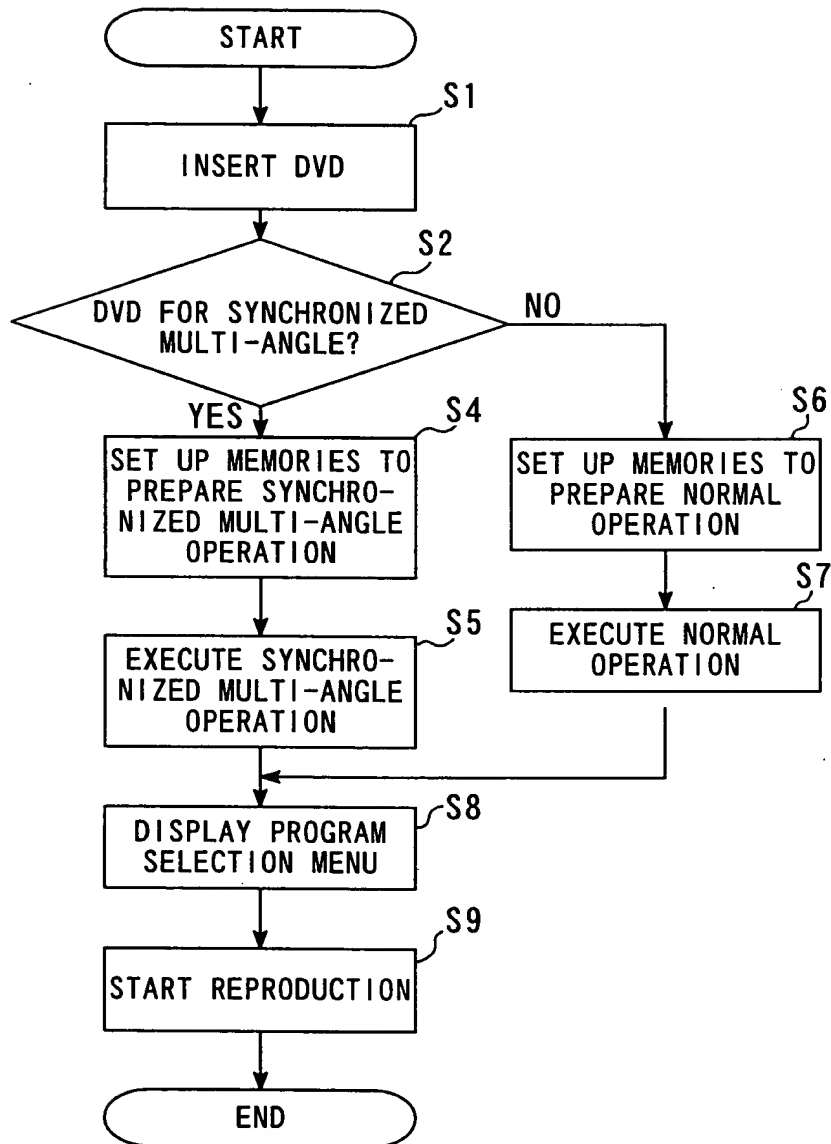 START
S1
INSERT DVD
S2
DVD FOR SYNCHRONIZED
MULTI-ANGLE?
NO
YES
S4
SET UP MEMORIES TO
PREPARE SYNCHRO-
NIZED MULTI-ANGLE
OPERATION
S6
SET UP MEMORIES TO
PREPARE NORMAL
OPERATION
S5
EXECUTE SYNCHRO-
NIZED MULTI-ANGLE
OPERATION
S7
EXECUTE NORMAL
OPERATION
S8
DISPLAY PROGRAM
SELECTION MENU
S9
START REPRODUCTION
END